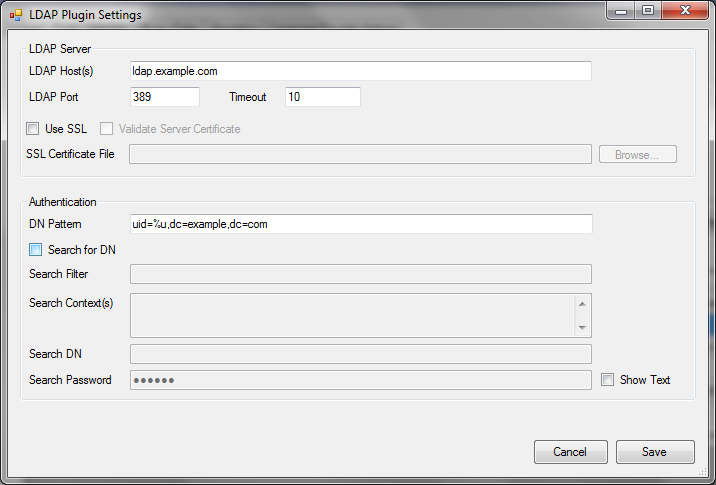 LDAP Plugin Settings
LDAP Server
LDAP Host(s) ldap.example.com
LDAP Port 389 Timeout 10
Use SSL Validate Server Certificate
SSL Certificate File Browse...
Authentication
DN Pattern uid=%u,dc=example,dc=com
Search for DN
Search Filter
Search Context(s)
Search DN
Search Password ●●●●●● Show Text
Cancel Save